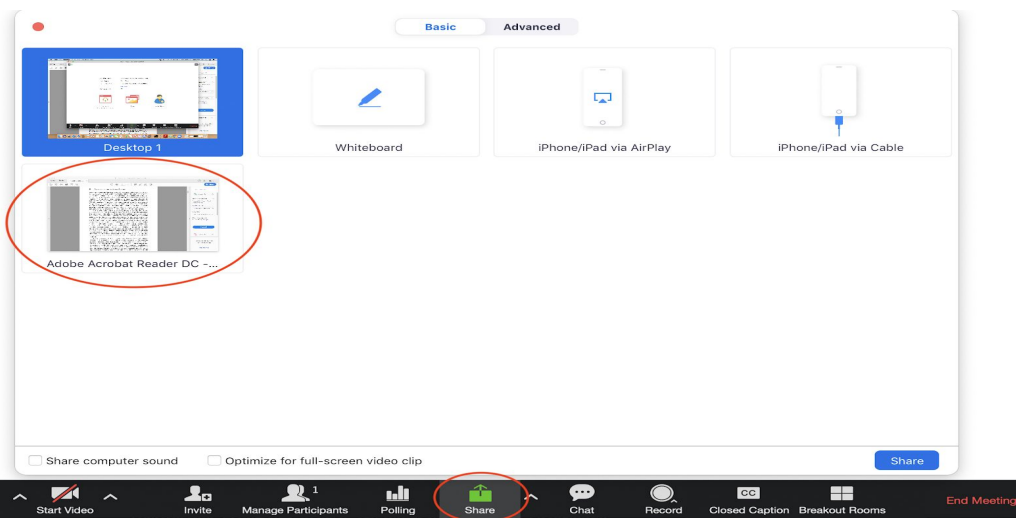 Basic Advanced
Desktop 1 Whiteboard iPhone/iPad via AirPlay iPhone/iPad via Cable
Adobe Acrobat Reader DC -...
Share computer sound Optimize for full-screen video clip Share
1
CC
Start Video Invite Manage Participants Polling Share Chat Record Closed Caption Breakout Rooms End Meeting